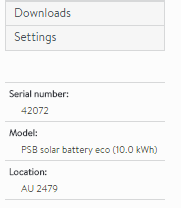 Downloads
Settings
Serial number:
42072
Model:
PSB solar battery eco (10.0 kWh)
Location:
AU 2479